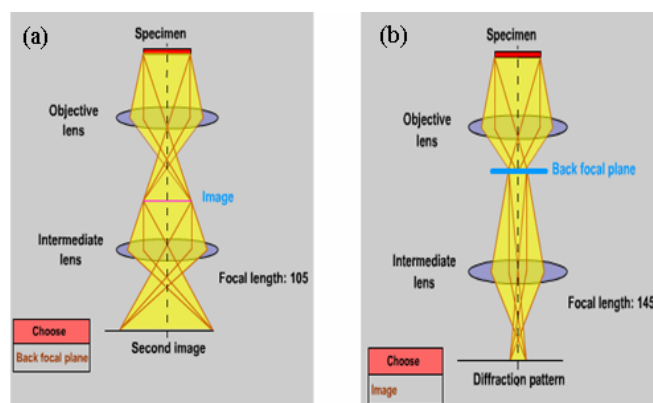 (a)
Specimen
Objective
lens
Image
Intermediate
lens
Focal length: 105
Choose
Back focal plane
Second image
(b)
Specimen
Objective
lens
Back focal plane
Intermediate
lens
Focal length: 145
Choose
Image
Diffraction pattern